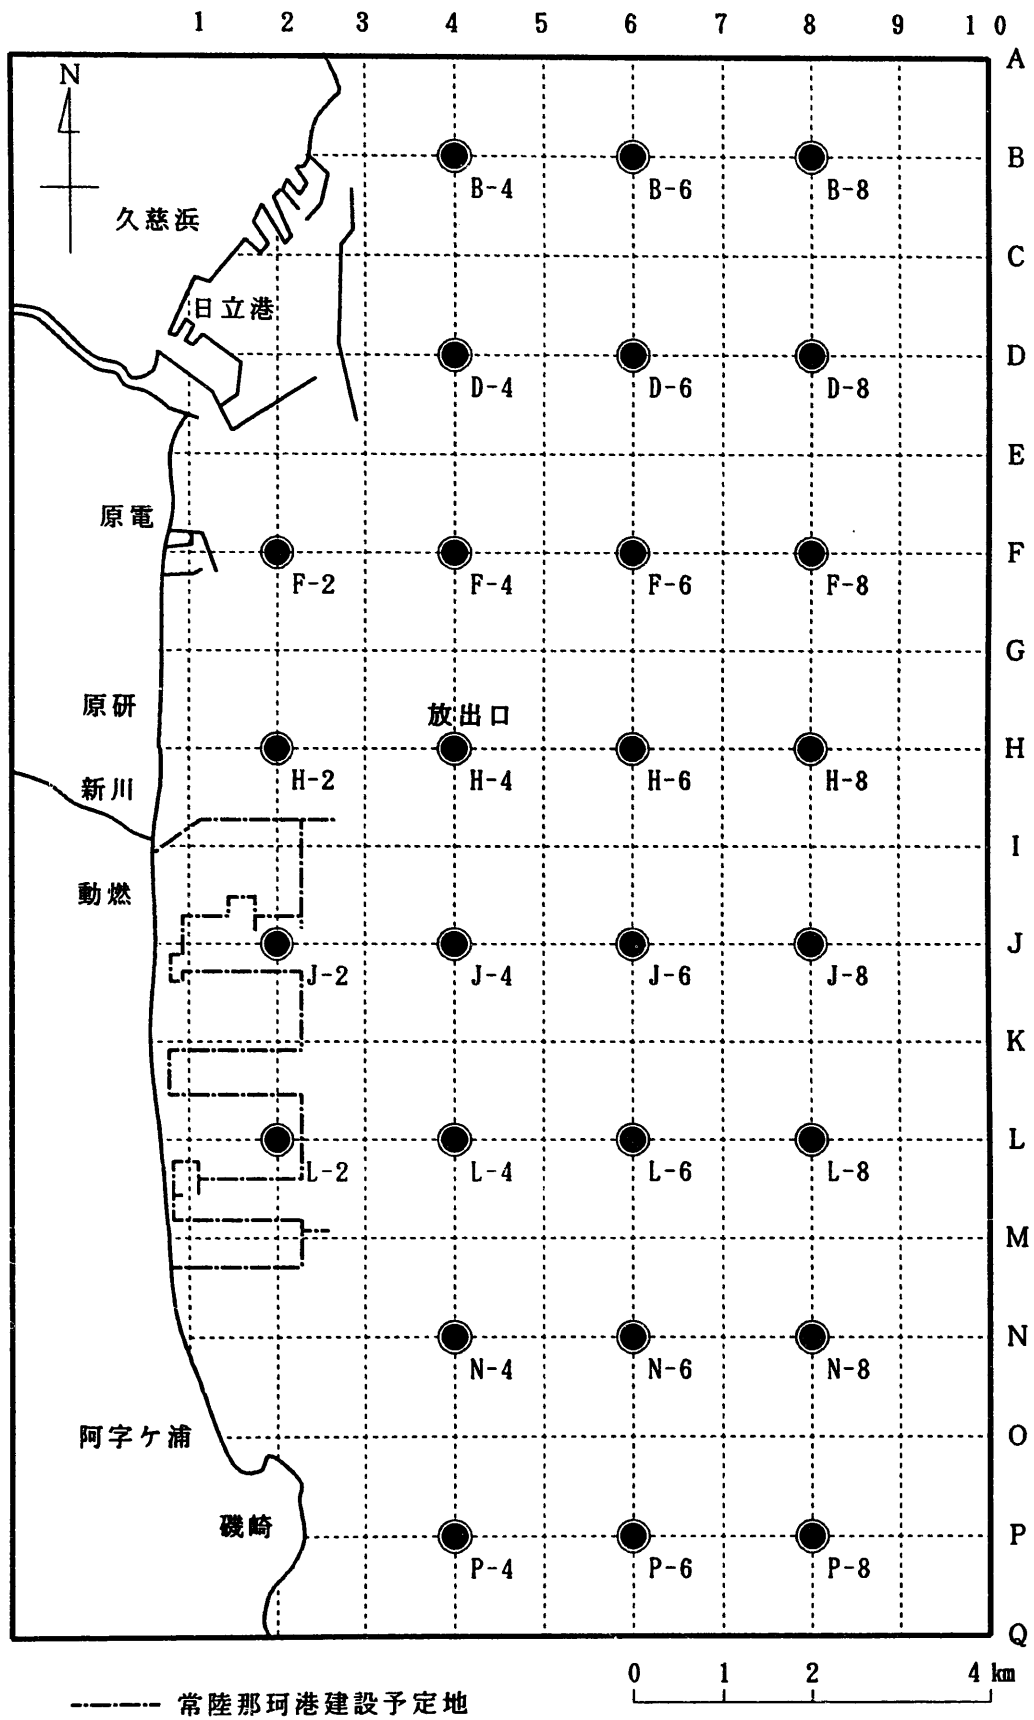 1 2 3 4 5 6 7 8 9 10
A
N
B
B-4 B-6 B-8
久慈浜
C
日立港
D
D-4 D-6 D-8
E
原電
F
F-2 F-4 F-6 F-8
G
原研
放出口
H
H-2 H-4 H-6 H-8
新川
I
動燃
J
J-2 J-4 J-6 J-8
K
L
L-2 L-4 L-6 L-8
M
N
N-4 N-6 N-8
阿字ケ浦
O
磯崎
P
P-4 P-6 P-8
Q
0 1 2 4 km
常陸那珂港建設予定地